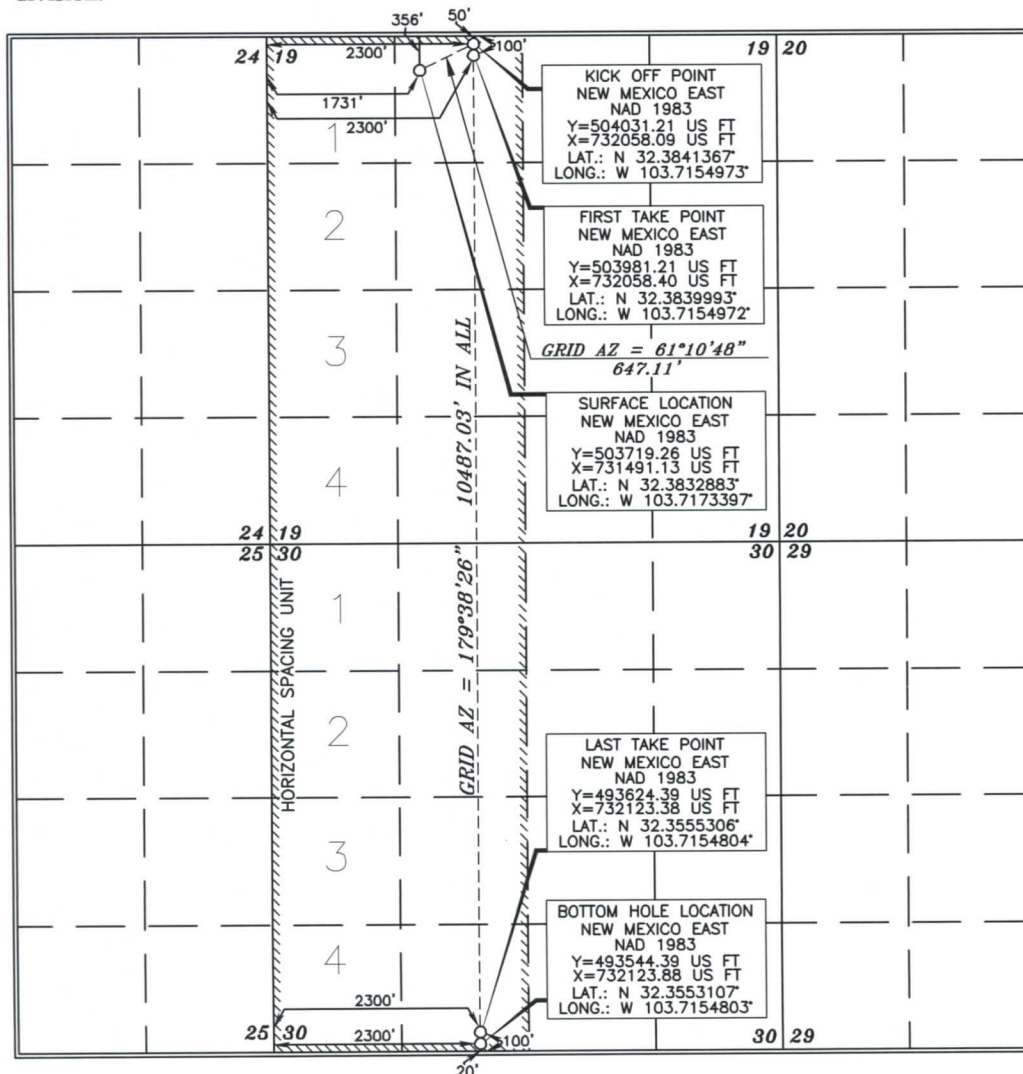 356'
50'
24 19
2300'
100'
19 20
1731'
2300'
1
2
3
4
KICK OFF POINT
NEW MEXICO EAST
NAD 1983
Y=504031.21 US FT
X=732058.09 US FT
LAT.: N 32.3841367°
LONG.: W 103.7154973°
FIRST TAKE POINT
NEW MEXICO EAST
NAD 1983
Y=503981.21 US FT
X=732058.40 US FT
LAT.: N 32.3839993°
LONG.: W 103.7154972°
GRID AZ = 61°10'48"
647.11'
SURFACE LOCATION
NEW MEXICO EAST
NAD 1983
Y=503719.26 US FT
X=731491.13 US FT
LAT.: N 32.3832883°
LONG.: W 103.7173397°
GRID AZ = 179°38'26" 10487.03' IN ALL
24 19
25 30
19 20
30 29
HORIZONTAL SPACING UNIT
1
2
3
4
LAST TAKE POINT
NEW MEXICO EAST
NAD 1983
Y=493624.39 US FT
X=732123.38 US FT
LAT.: N 32.3555306°
LONG.: W 103.7154804°
BOTTOM HOLE LOCATION
NEW MEXICO EAST
NAD 1983
Y=493544.39 US FT
X=732123.88 US FT
LAT.: N 32.3553107°
LONG.: W 103.7154803°
2300'
25 30
2300'
100'
30 29
20'